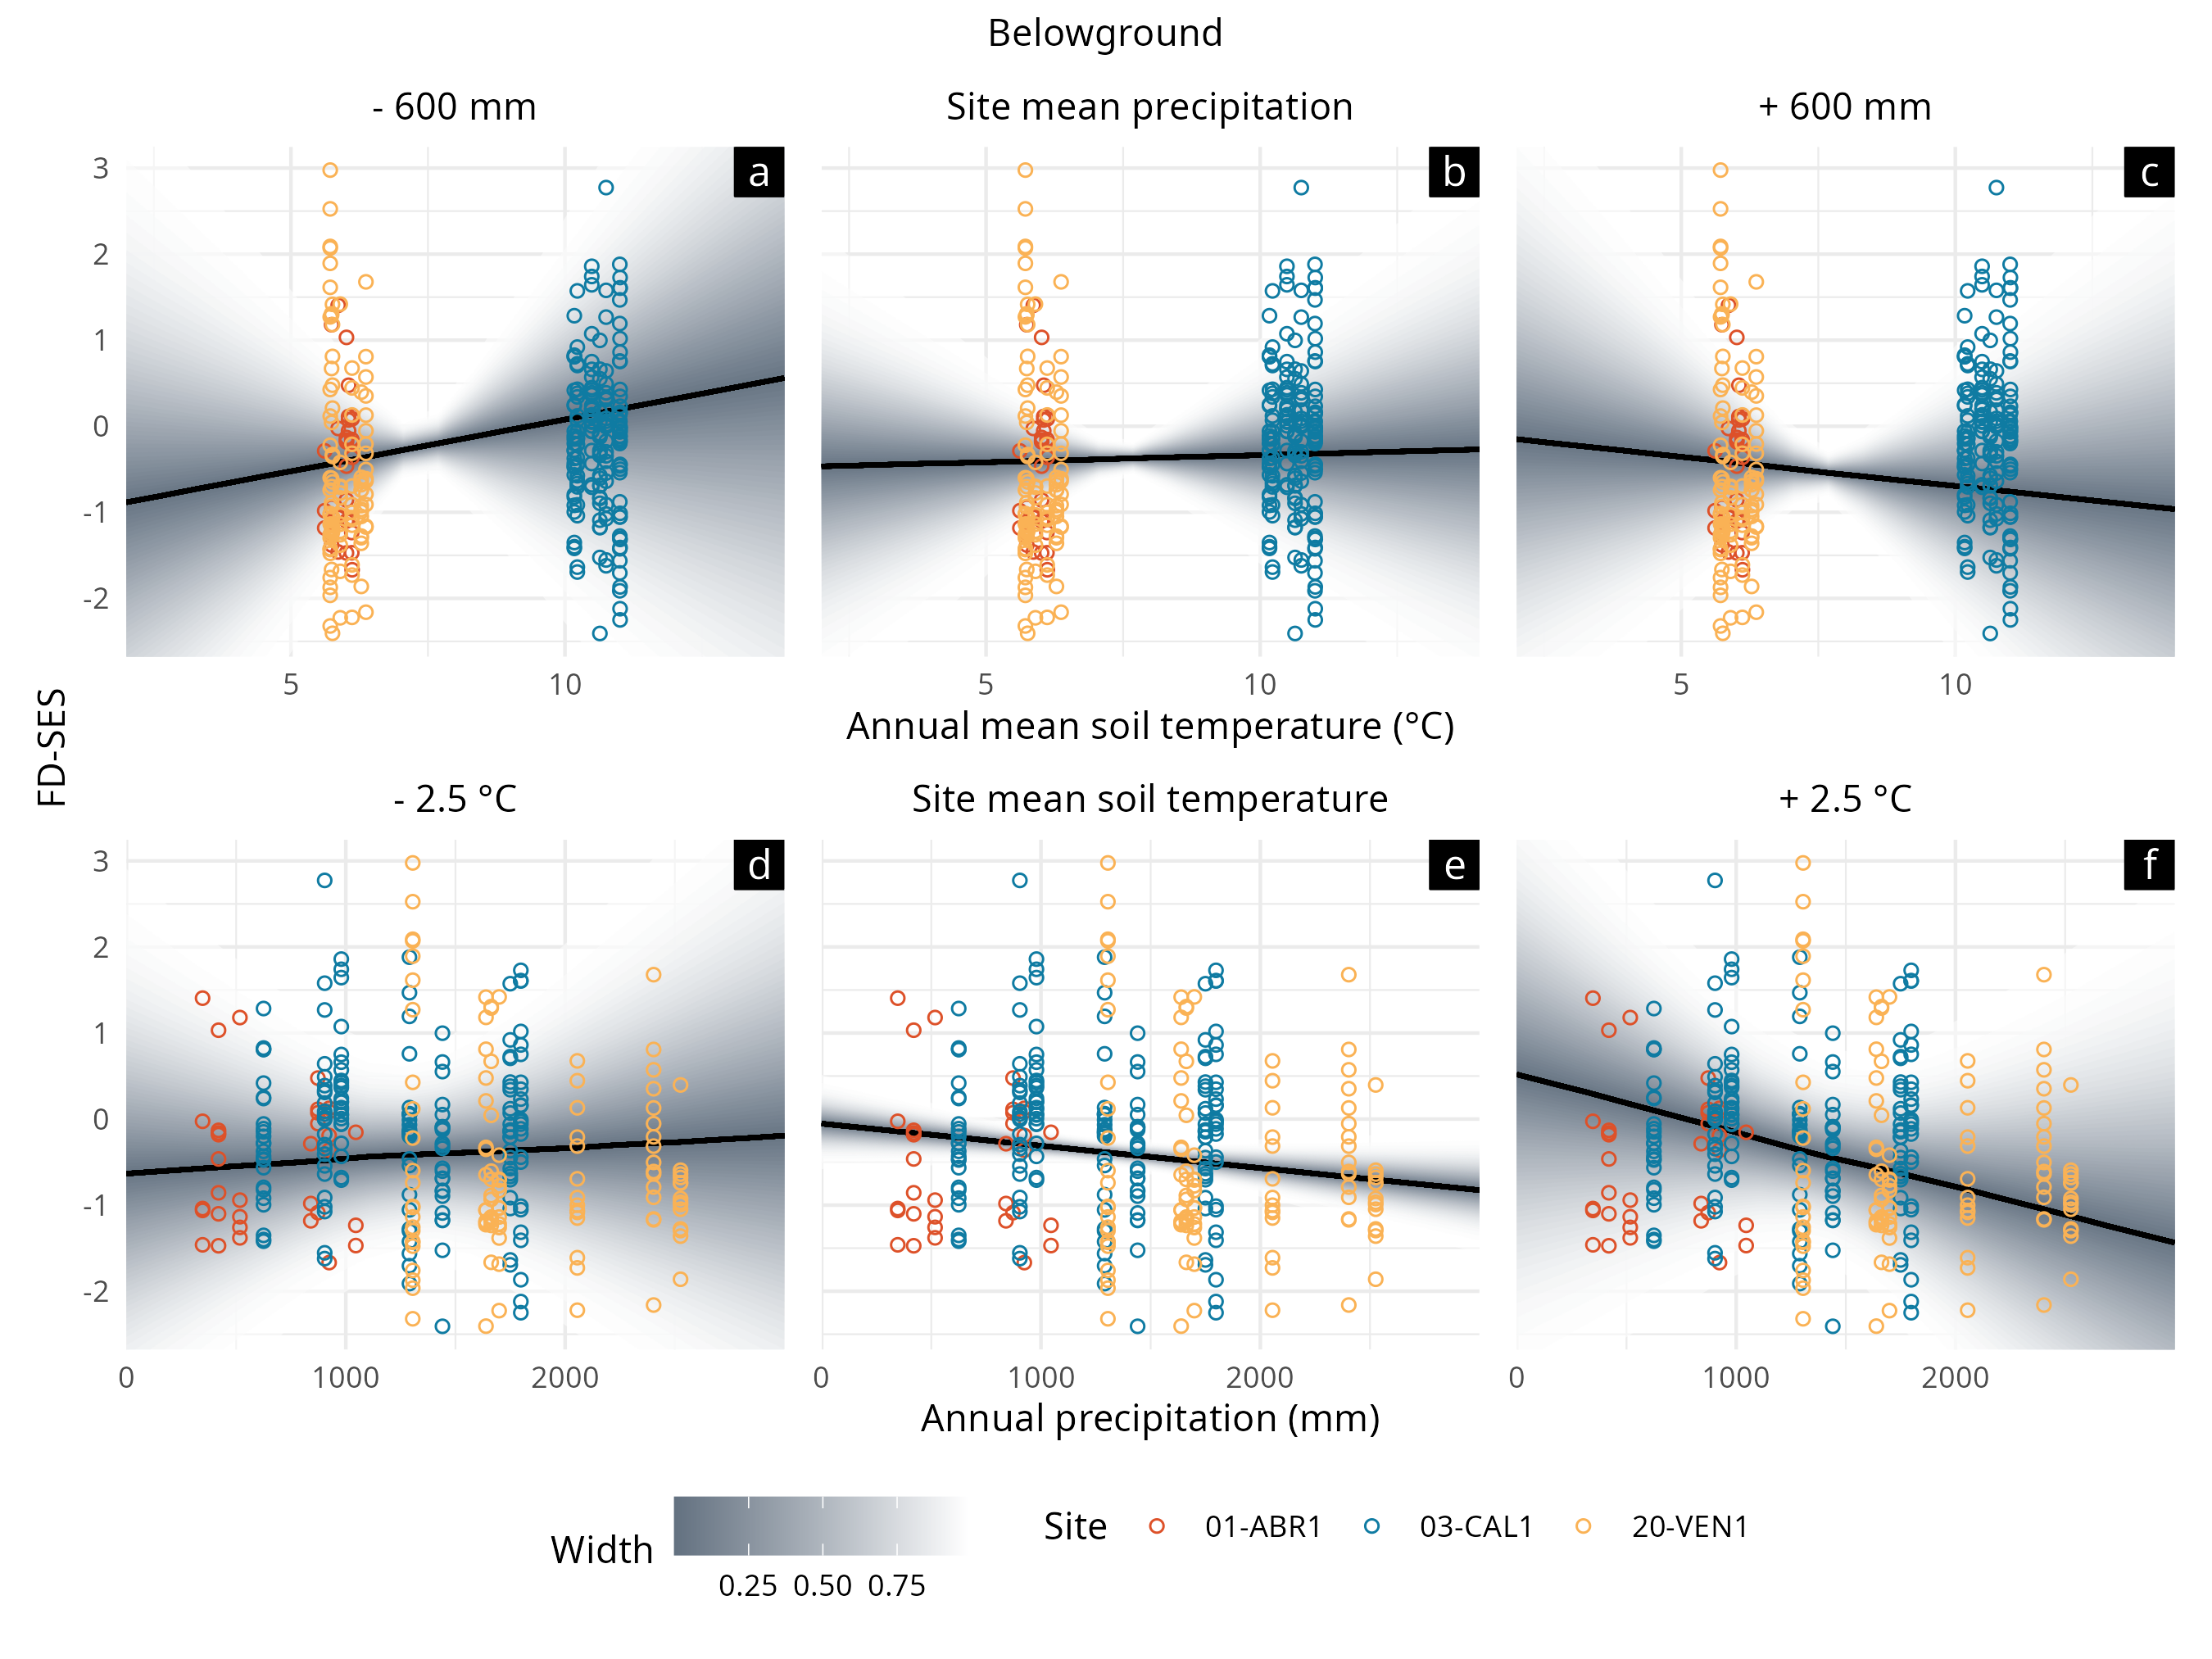 Belowground
- 600 mm
Site mean precipitation
+ 600 mm
a
b
c
3
2
1
0
-1
-2
5
10
5
10
5
10
Annual mean soil temperature (°C)
FD-SES
- 2.5 °C
Site mean soil temperature
+ 2.5 °C
d
e
f
3
2
1
0
-1
-2
0
1000
2000
0
1000
2000
0
1000
2000
Annual precipitation (mm)
Width
0.25
0.50
0.75
Site
01-ABR1
03-CAL1
20-VEN1